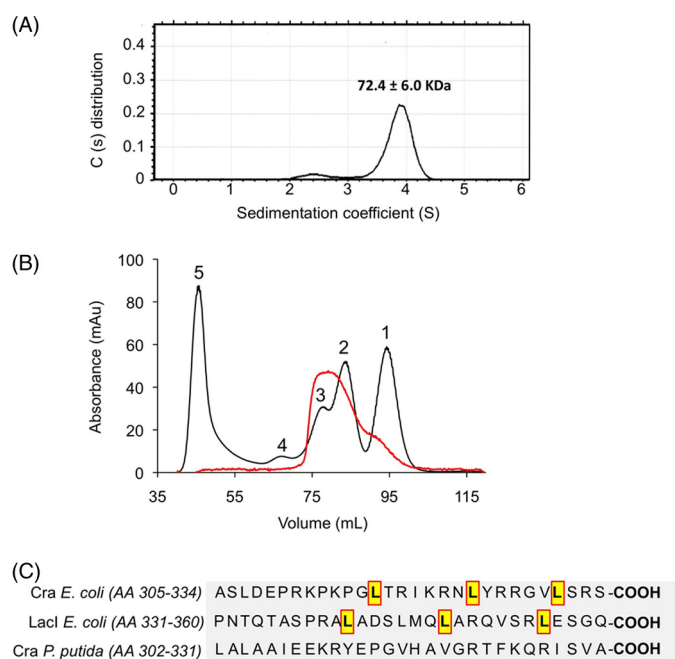 (A)
0.4
0.3
0.2
0.1
0
C (s) distribution
72.4 ± 6.0 KDa
0 1 2 3 4 5 6
Sedimentation coefficient (S)
(B)
100
80
60
40
20
0
Absorbance (mAu)
5
4
3
2
1
35 55 75 95 115
Volume (mL)
(C)
Cra E. coli (AA 305-334) ASLDEPRKPKPGLTRIKRNLYRRGVLSRS-COOH
LacI E. coli (AA 331-360) PNTQTASPRALADSLMQLARQVSRLESGQ-COOH
Cra P. putida (AA 302-331) LALAAIEEKRYEPGVHAVGRTFKQRISVA-COOH